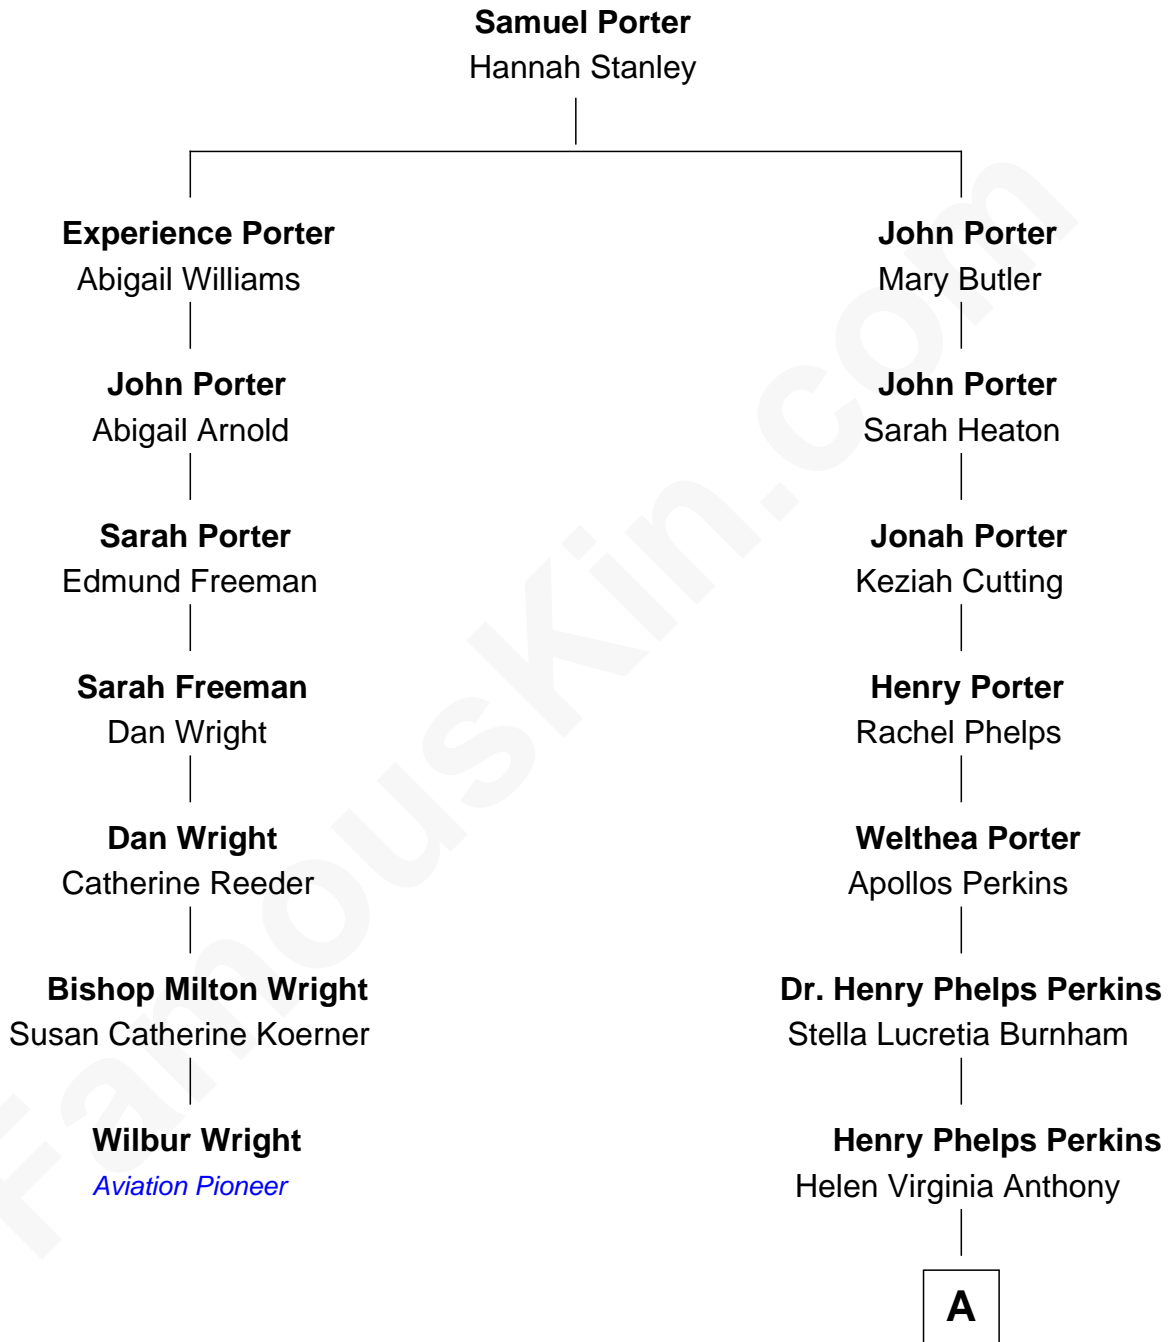 Samuel Porter
Hannah Stanley
Experience Porter
Abigail Williams
John Porter
Abigail Arnold
Sarah Porter
Edmund Freeman
Sarah Freeman
Dan Wright
Dan Wright
Catherine Reeder
Bishop Milton Wright
Susan Catherine Koerner
Wilbur Wright
Aviation Pioneer
John Porter
Mary Butler
John Porter
Sarah Heaton
Jonah Porter
Keziah Cutting
Henry Porter
Rachel Phelps
Welthea Porter
Apollos Perkins
Dr. Henry Phelps Perkins
Stella Lucretia Burnham
Henry Phelps Perkins
Helen Virginia Anthony
A
FamousKin.com